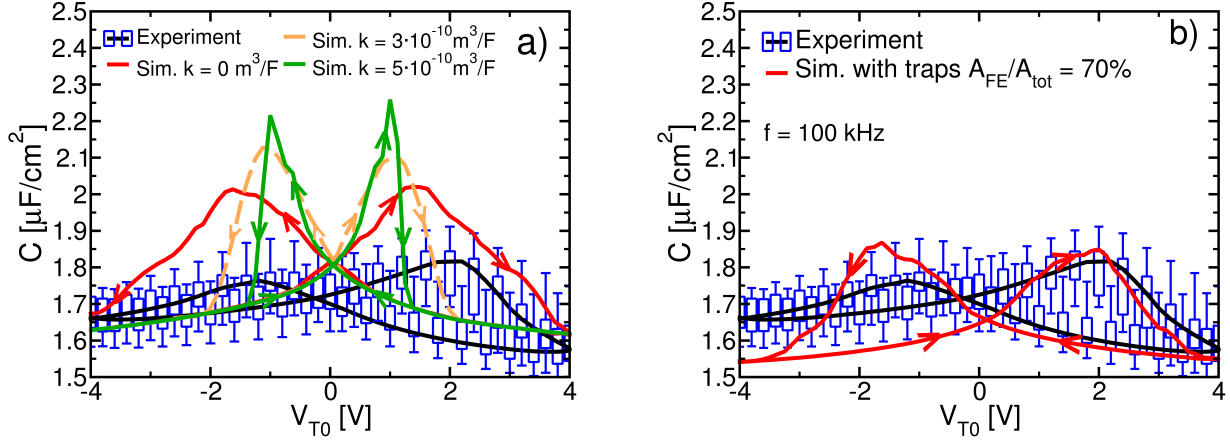 a)
Experiment
Sim. k = 0 m³/F
Sim. k = 3·10⁻¹⁰m³/F
Sim. k = 5·10⁻¹⁰m³/F
2.5
2.4
2.3
2.2
2.1
2
1.9
1.8
1.7
1.6
1.5
C [μF/cm²]
-4 -2 0 2 4
V_T0 [V]
b)
Experiment
Sim. with traps A_FE/A_tot = 70%
f = 100 kHz
2.5
2.4
2.3
2.2
2.1
2
1.9
1.8
1.7
1.6
1.5
C [μF/cm²]
-4 -2 0 2 4
V_T0 [V]